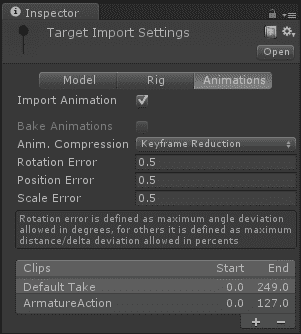 Inspector
Target Import Settings
Open
Model Rig Animations
Import Animation
Bake Animations
Anim. Compression Keyframe Reduction
Rotation Error 0.5
Position Error 0.5
Scale Error 0.5
Rotation error is defined as maximum angle deviation
allowed in degrees, for others it is defined as maximum
distance/delta deviation allowed in percents
Clips Start End
Default Take 0.0 249.0
ArmatureAction 0.0 127.0
+ −